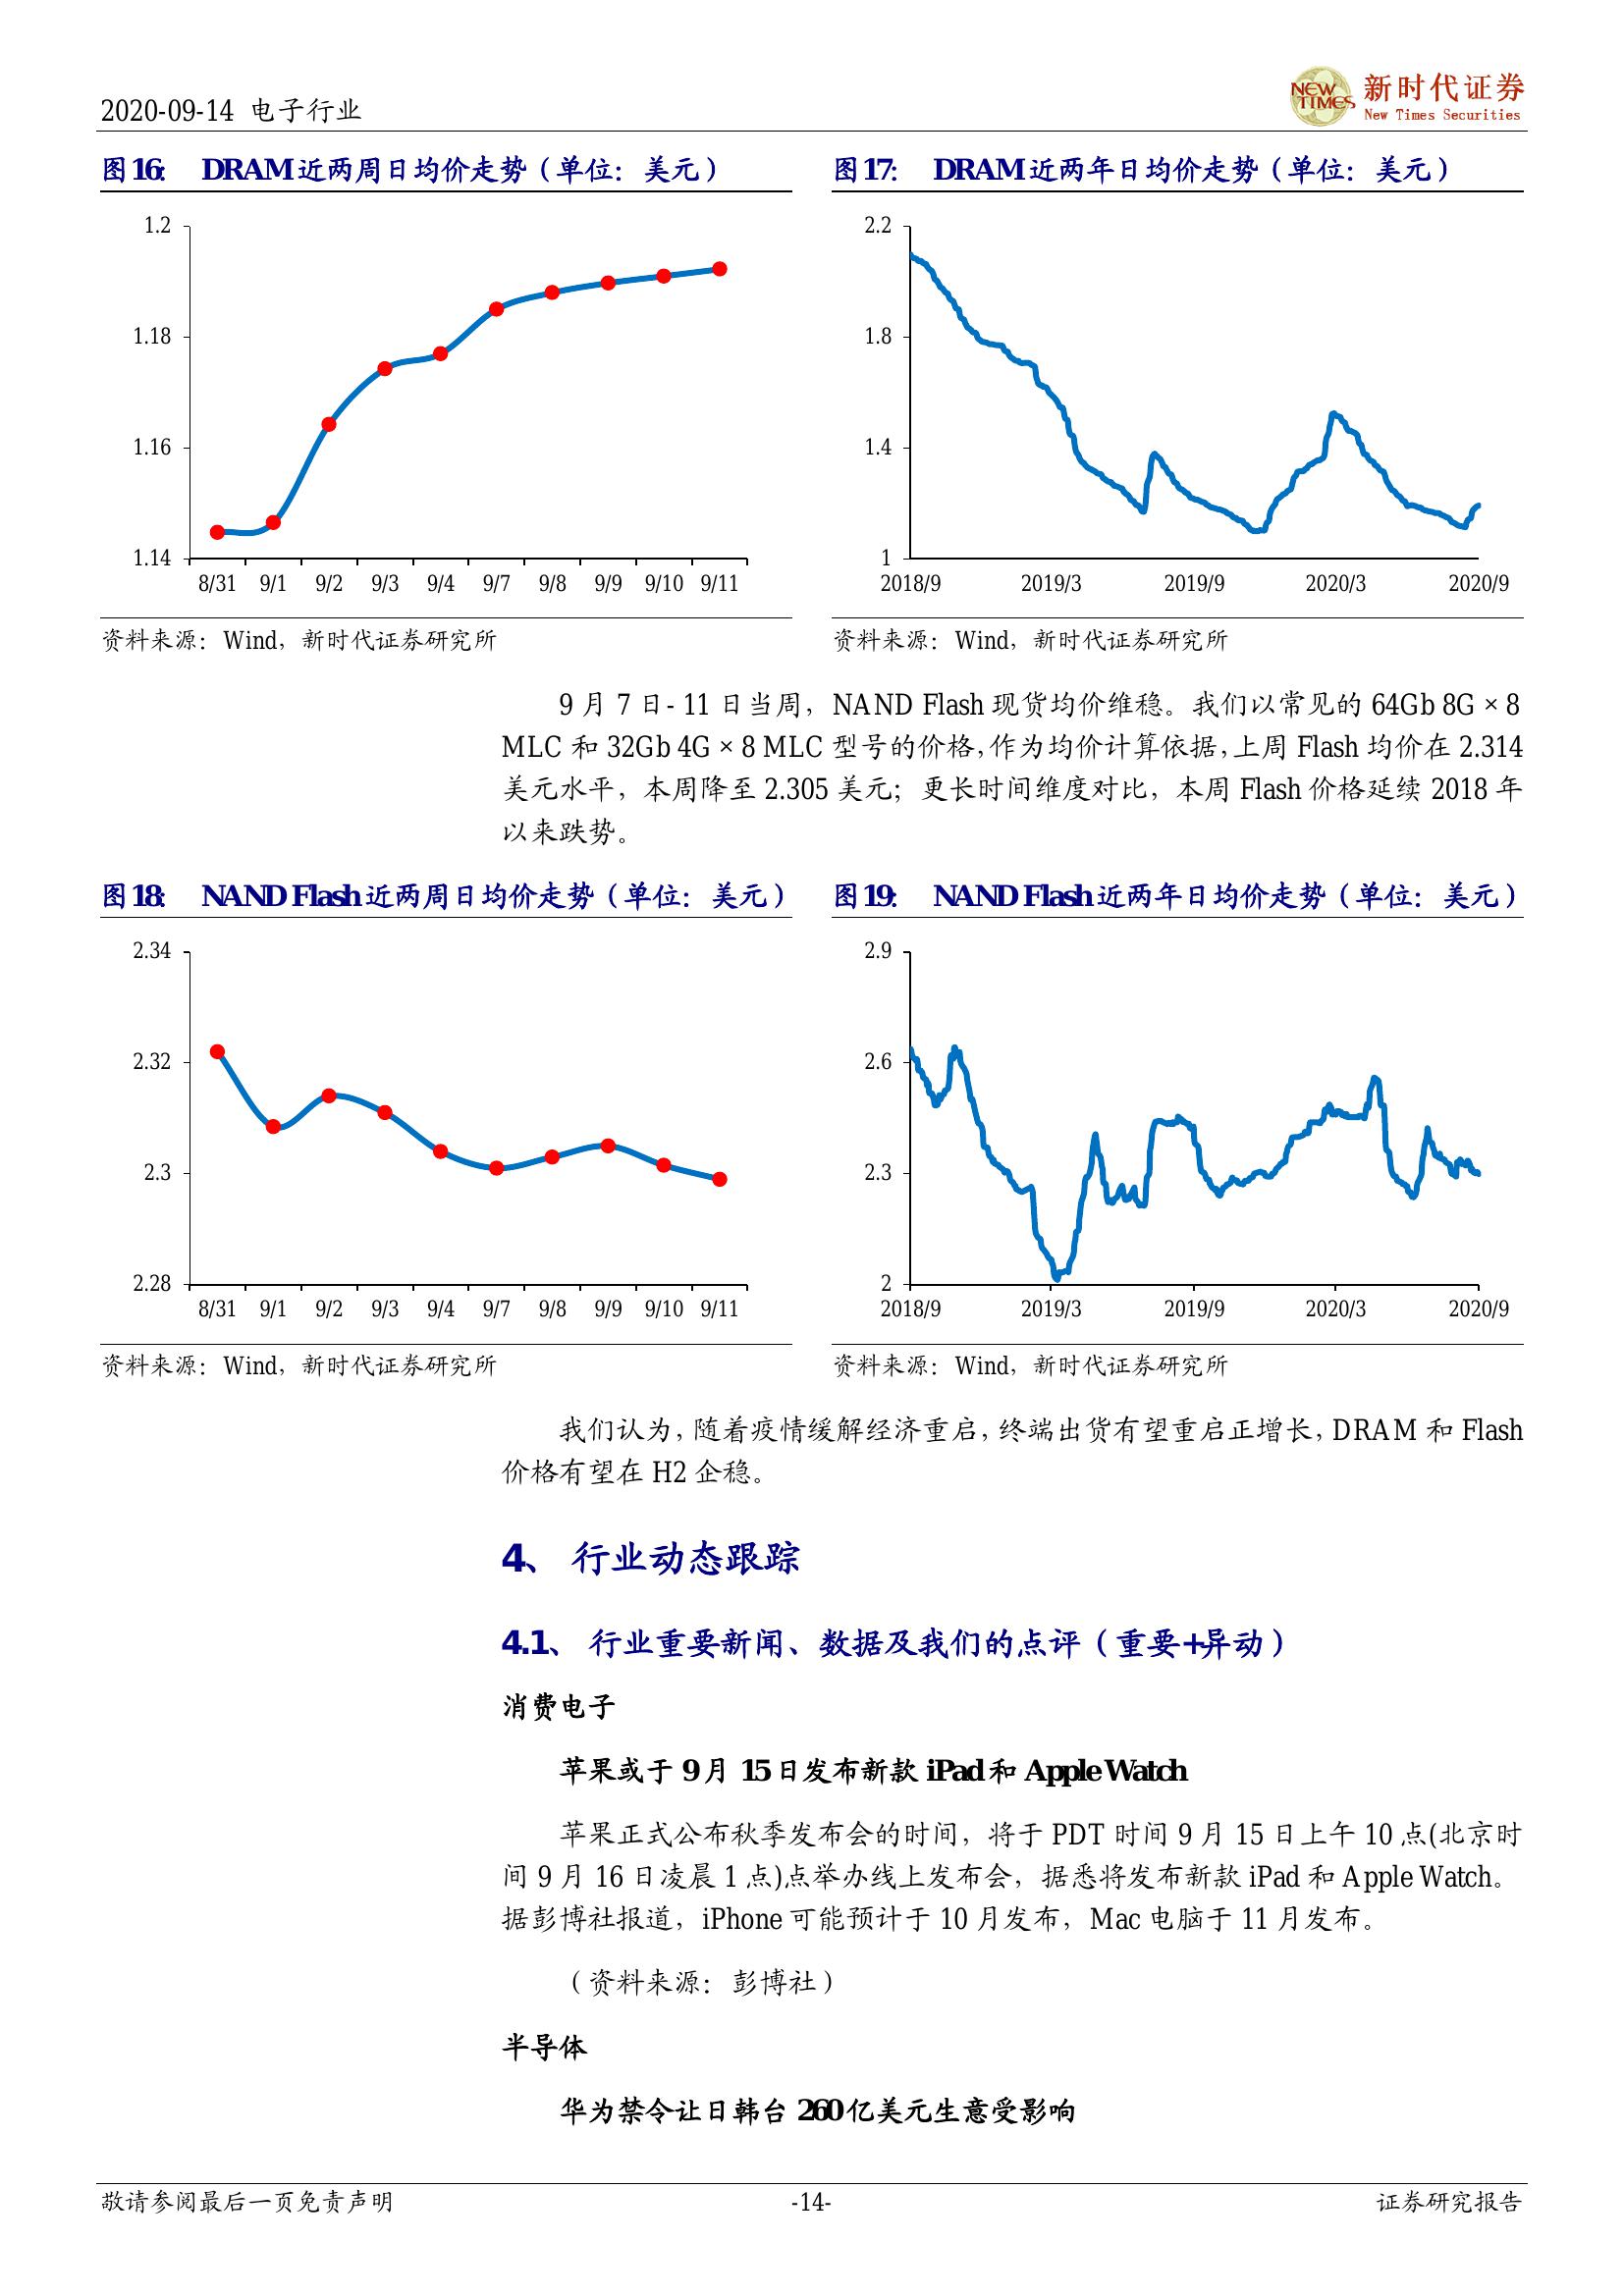 2020-09-14 电子行业
NEW TIMES
新时代证券
New Times Securities
图16： DRAM近两周日均价走势（单位：美元）
1.2
1.18
1.16
1.14
8/31 9/1 9/2 9/3 9/4 9/7 9/8 9/9 9/10 9/11
资料来源：Wind，新时代证券研究所
图17： DRAM近两年日均价走势（单位：美元）
2.2
1.8
1.4
1
2018/9 2019/3 2019/9 2020/3 2020/9
资料来源：Wind，新时代证券研究所
9 月 7 日- 11 日当周，NAND Flash 现货均价维稳。我们以常见的 64Gb 8G × 8
MLC 和 32Gb 4G × 8 MLC 型号的价格，作为均价计算依据，上周 Flash 均价在 2.314
美元水平，本周降至 2.305 美元；更长时间维度对比，本周 Flash 价格延续 2018 年
以来跌势。
图18： NAND Flash近两周日均价走势（单位：美元）
2.34
2.32
2.3
2.28
8/31 9/1 9/2 9/3 9/4 9/7 9/8 9/9 9/10 9/11
资料来源：Wind，新时代证券研究所
图19： NAND Flash近两年日均价走势（单位：美元）
2.9
2.6
2.3
2
2018/9 2019/3 2019/9 2020/3 2020/9
资料来源：Wind，新时代证券研究所
我们认为，随着疫情缓解经济重启，终端出货有望重启正增长，DRAM 和 Flash
价格有望在 H2 企稳。
4、 行业动态跟踪
4.1、 行业重要新闻、数据及我们的点评（重要+异动）
消费电子
苹果或于 9 月 15 日发布新款 iPad 和 Apple Watch
苹果正式公布秋季发布会的时间，将于 PDT 时间 9 月 15 日上午 10 点(北京时
间 9 月 16 日凌晨 1 点)点举办线上发布会，据悉将发布新款 iPad 和 Apple Watch。
据彭博社报道，iPhone 可能预计于 10 月发布，Mac 电脑于 11 月发布。
（资料来源：彭博社）
半导体
华为禁令让日韩台 260 亿美元生意受影响
敬请参阅最后一页免责声明 -14- 证券研究报告